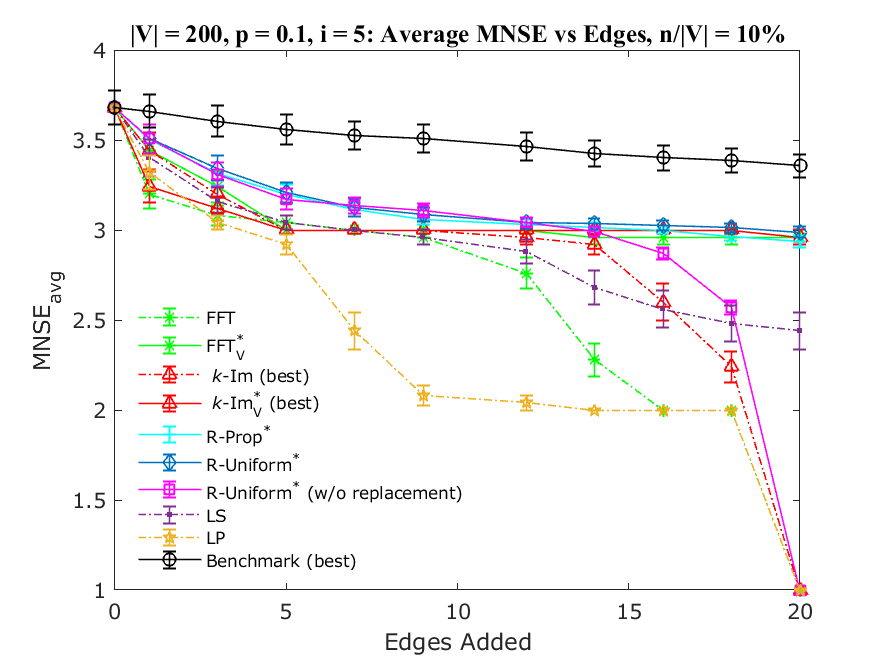 |V| = 200, p = 0.1, i = 5: Average MNSE vs Edges, n/|V| = 10%
4
3.5
3
2.5
2
1.5
1
MNSE_avg
FFT
FFT*_V
k-Im (best)
k-Im*_V (best)
R-Prop*
R-Uniform*
R-Uniform* (w/o replacement)
LS
LP
Benchmark (best)
0 5 10 15 20
Edges Added